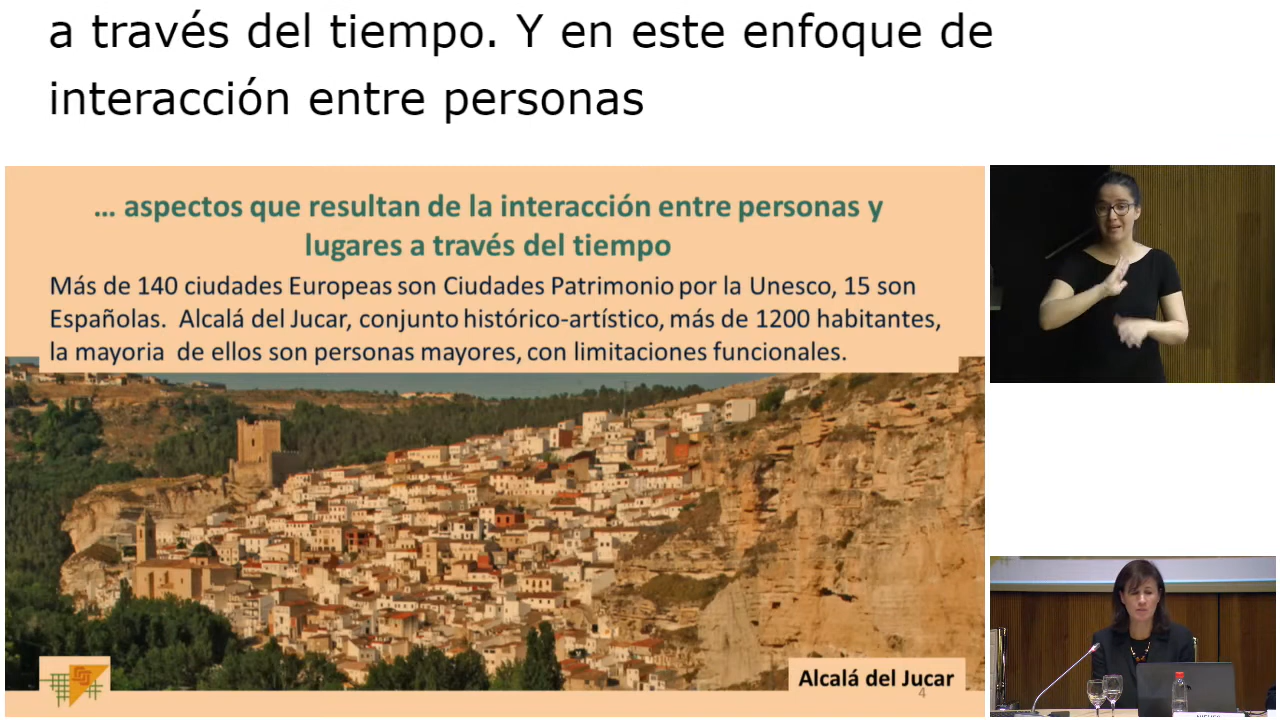 a través del tiempo. Y en este enfoque de
interacción entre personas
... aspectos que resultan de la interacción entre personas y
lugares a través del tiempo
Más de 140 ciudades Europeas son Ciudades Patrimonio por la Unesco, 15 son
Españolas. Alcalá del Jucar, conjunto histórico-artístico, más de 1200 habitantes,
la mayoria de ellos son personas mayores, con limitaciones funcionales.
Alcalá del Jucar
4